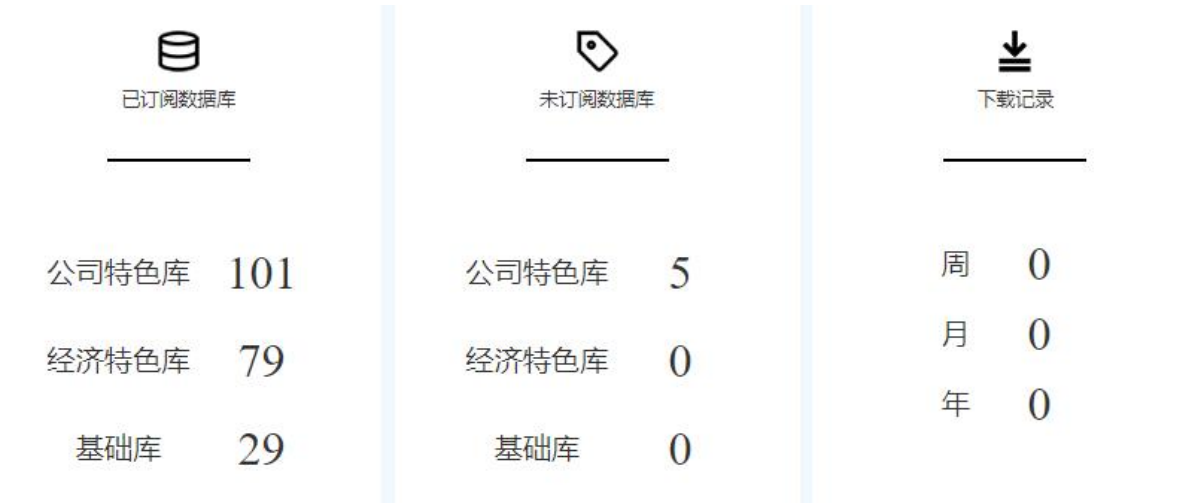 已订阅数据库
公司特色库 101
经济特色库 79
基础库 29
未订阅数据库
公司特色库 5
经济特色库 0
基础库 0
下载记录
周 0
月 0
年 0